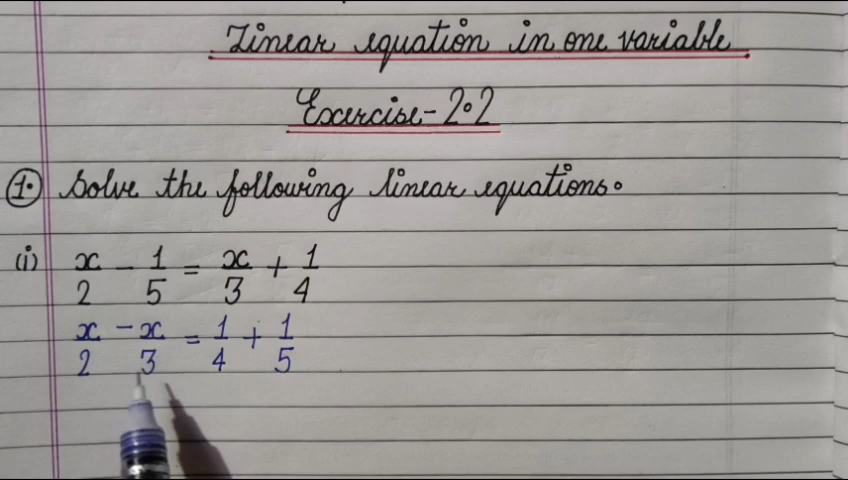 Linear equation in one variable
Exercise-2.2
1. Solve the following linear equations.
(i) x/2 - 1/5 = x/3 + 1/4
x/2 - x/3 = 1/4 + 1/5